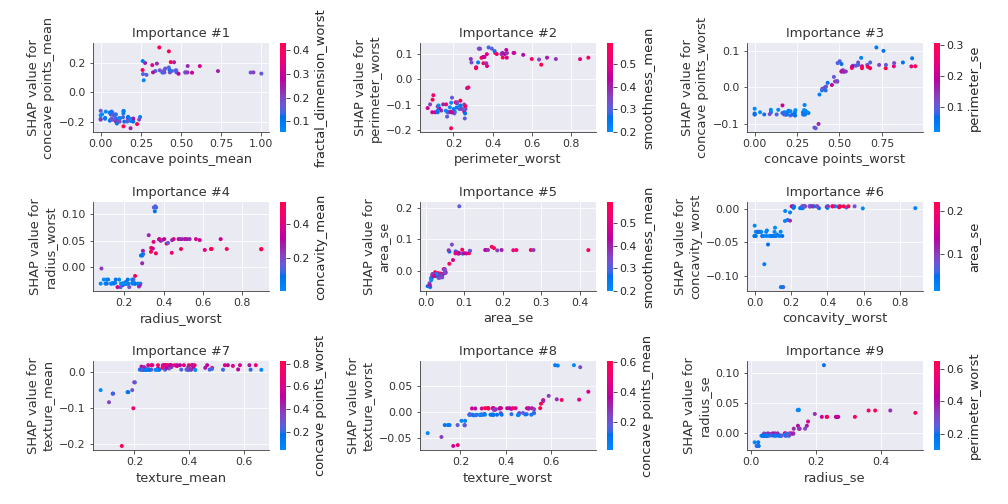 Importance #1
SHAP value for
concave points_mean
0.2
0.0
−0.2
0.00 0.25 0.50 0.75 1.00
concave points_mean
0.4
0.3
0.2
0.1
fractal_dimension_worst
Importance #2
SHAP value for
perimeter_worst
0.1
0.0
−0.1
−0.2
0.2 0.4 0.6 0.8
perimeter_worst
0.5
0.4
0.3
0.2
smoothness_mean
Importance #3
SHAP value for
concave points_worst
0.1
0.0
−0.1
0.00 0.25 0.50 0.75
concave points_worst
0.3
0.2
0.1
perimeter_se
Importance #4
SHAP value for
radius_worst
0.10
0.05
0.00
0.2 0.4 0.6 0.8
radius_worst
0.4
0.2
concavity_mean
Importance #5
SHAP value for
area_se
0.2
0.1
0.0
0.0 0.1 0.2 0.3 0.4
area_se
0.5
0.4
0.3
0.2
smoothness_mean
Importance #6
SHAP value for
concavity_worst
0.00
−0.05
−0.10
0.0 0.2 0.4 0.6 0.8
concavity_worst
0.2
0.1
area_se
Importance #7
SHAP value for
texture_mean
0.0
−0.1
−0.2
0.2 0.4 0.6
texture_mean
0.8
0.6
0.4
0.2
concave points_worst
Importance #8
SHAP value for
texture_worst
0.05
0.00
−0.05
0.2 0.4 0.6
texture_worst
0.6
0.4
0.2
concave points_mean
Importance #9
SHAP value for
radius_se
0.10
0.05
0.00
0.0 0.2 0.4
radius_se
0.6
0.4
0.2
perimeter_worst